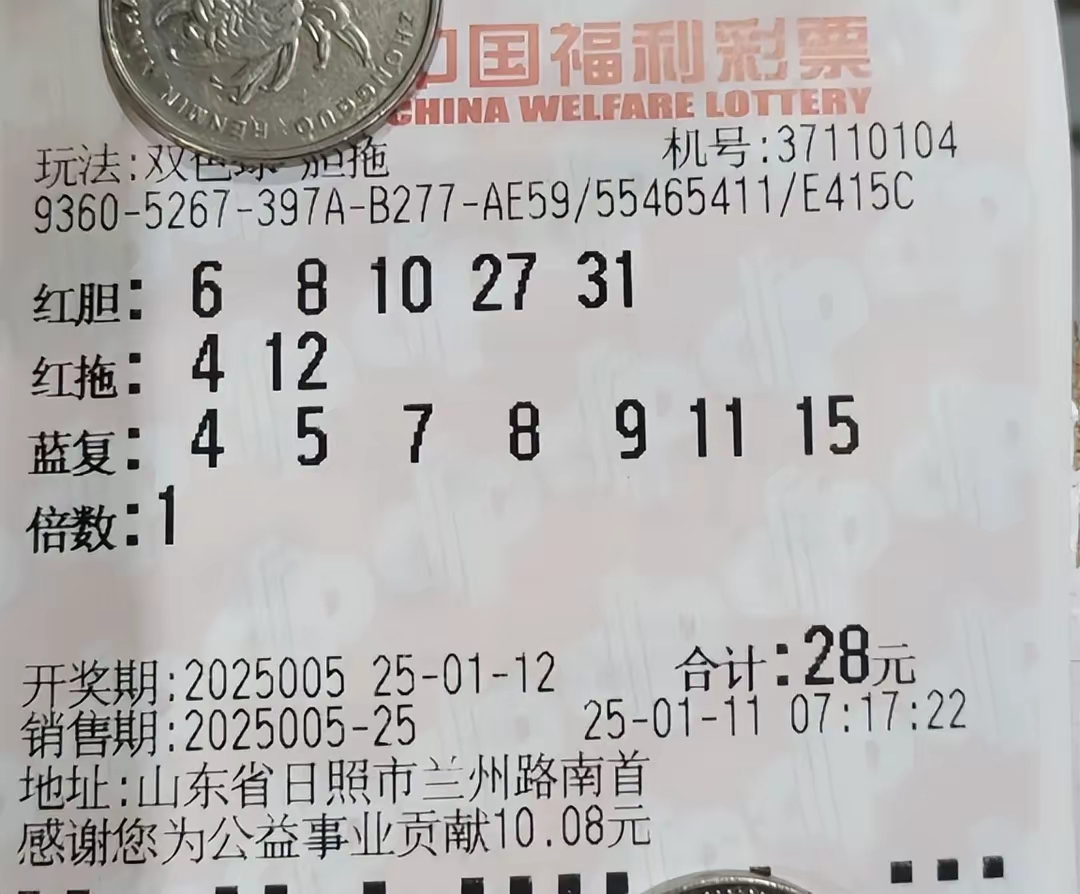 中国福利彩票
CHINA WELFARE LOTTERY
玩法:双色球 胆拖 机号:37110104
9360-5267-397A-B277-AE59/55465411/E415C
红胆: 6 8 10 27 31
红拖: 4 12
蓝复: 4 5 7 8 9 11 15
倍数:1
合计:28元
开奖期:2025005 25-01-12
销售期:2025005-25 25-01-11 07:17:22
地址:山东省日照市兰州路南首
感谢您为公益事业贡献10.08元